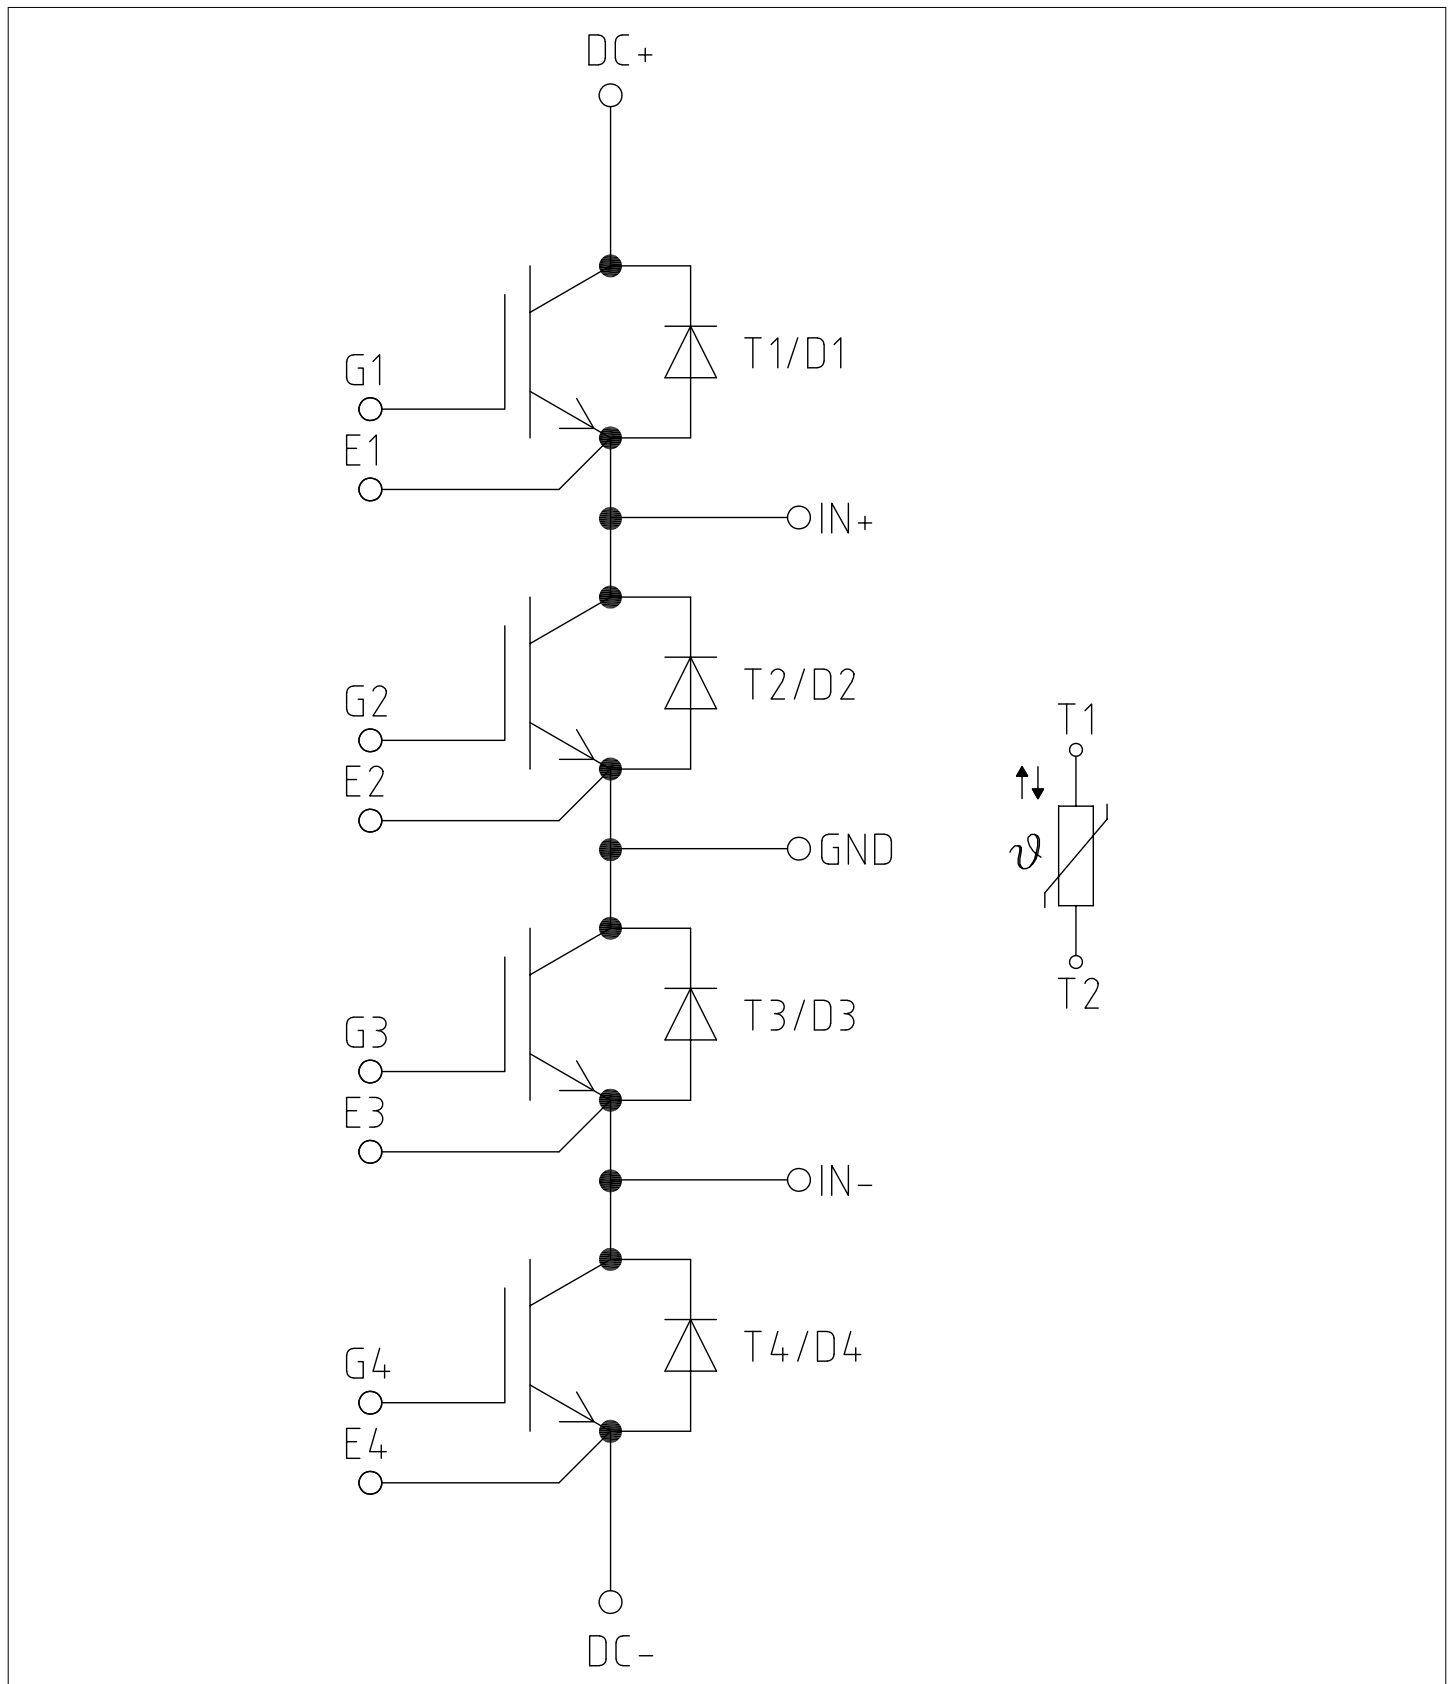 DC+
T1/D1
G1
E1
IN+
T2/D2
G2
T1
E2
GND
ϑ
T2
T3/D3
G3
E3
IN-
T4/D4
G4
E4
DC-